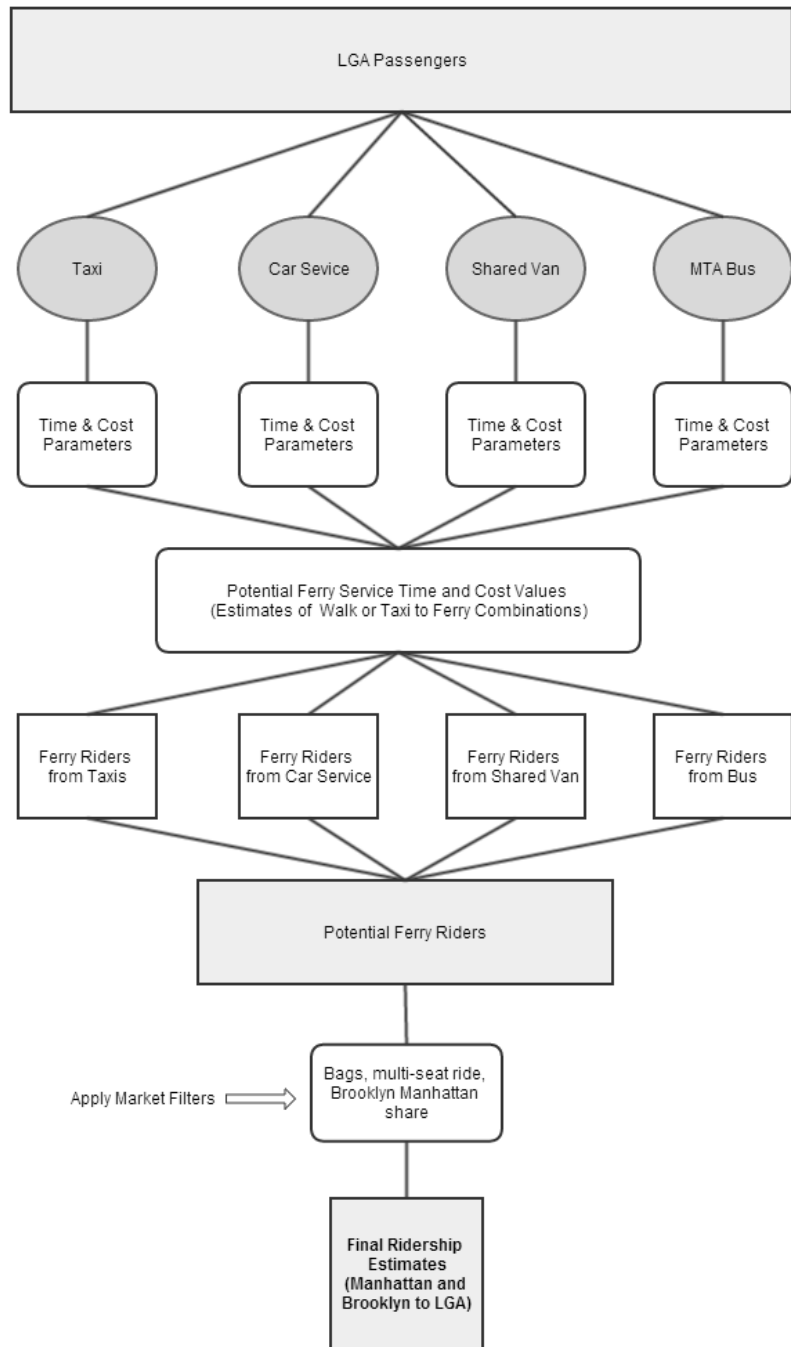 LGA Passengers
Taxi
Car Sevice
Shared Van
MTA Bus
Time & Cost
Parameters
Time & Cost
Parameters
Time & Cost
Parameters
Time & Cost
Parameters
Potential Ferry Service Time and Cost Values
(Estimates of Walk or Taxi to Ferry Combinations)
Ferry Riders
from Taxis
Ferry Riders
from Car Service
Ferry Riders
from Shared Van
Ferry Riders
from Bus
Potential Ferry Riders
Apply Market Filters
Bags, multi-seat ride,
Brooklyn Manhattan
share
Final Ridership
Estimates
(Manhattan and
Brooklyn to LGA)